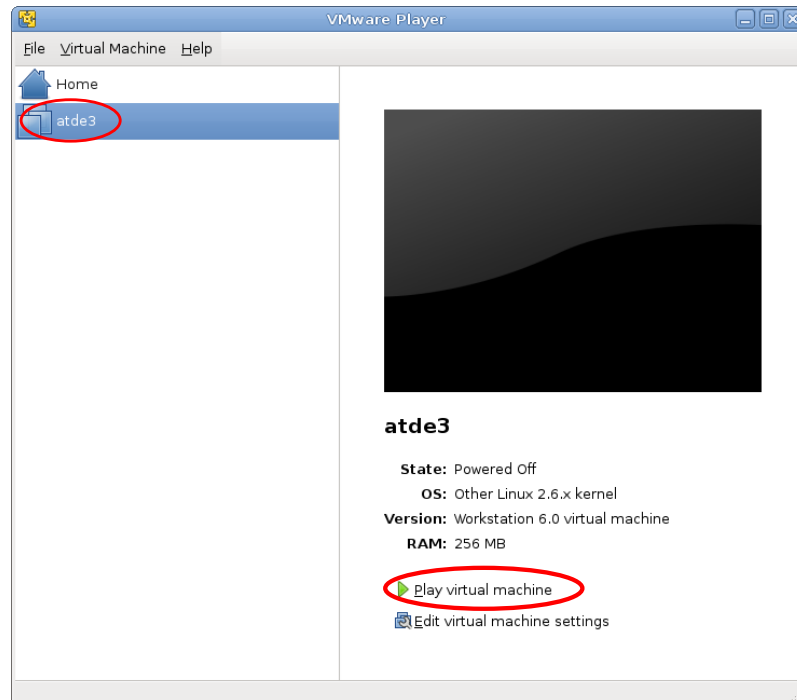 VMware Player
File Virtual Machine Help
Home
atde3
atde3
State: Powered Off
OS: Other Linux 2.6.x kernel
Version: Workstation 6.0 virtual machine
RAM: 256 MB
Play virtual machine
Edit virtual machine settings